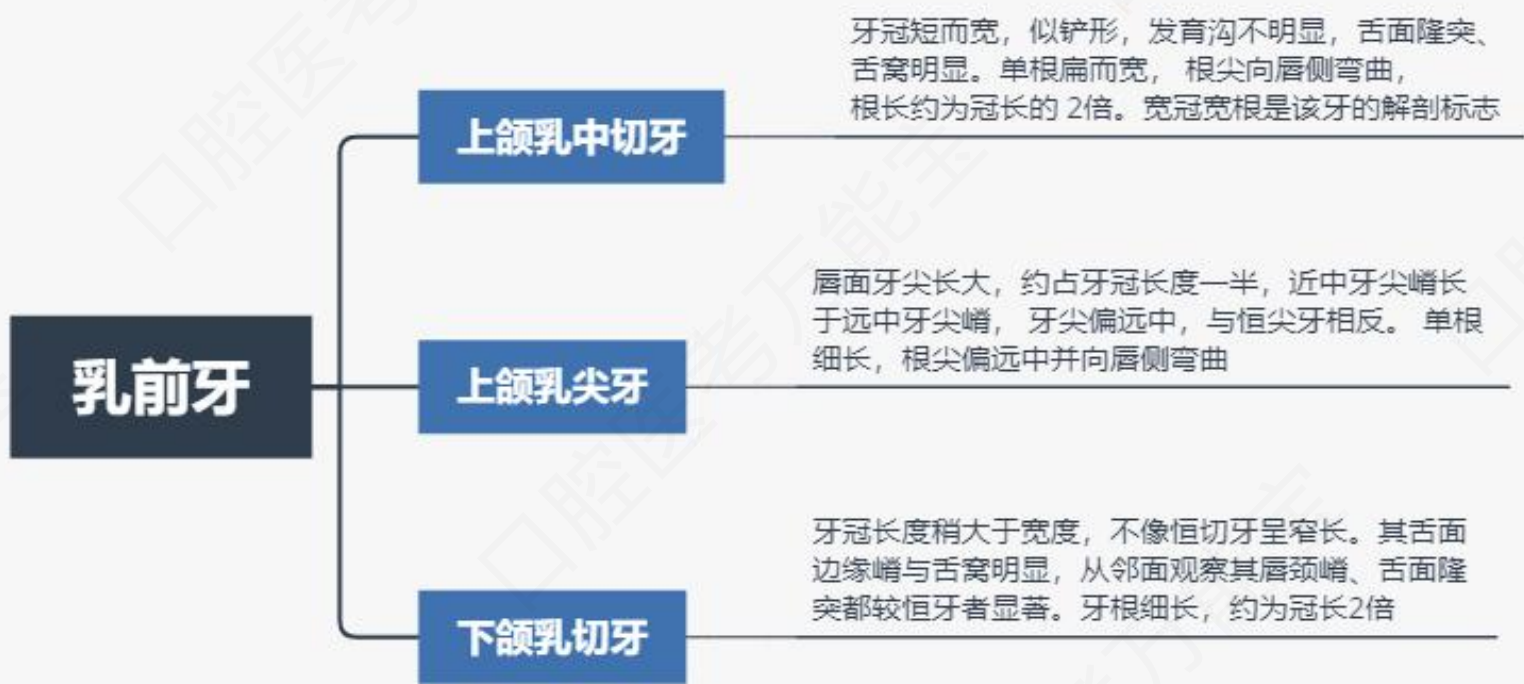 牙冠短而宽，似铲形，发育沟不明显，舌面隆突、
舌窝明显。单根扁而宽， 根尖向唇侧弯曲，
根长约为冠长的 2倍。宽冠宽根是该牙的解剖标志
上颌乳中切牙
唇面牙尖长大，约占牙冠长度一半，近中牙尖嵴长
于远中牙尖嵴， 牙尖偏远中，与恒尖牙相反。 单根
细长，根尖偏远中并向唇侧弯曲
乳前牙
上颌乳尖牙
牙冠长度稍大于宽度，不像恒切牙呈窄长。其舌面
边缘嵴与舌窝明显，从邻面观察其唇颈嵴、舌面隆
突都较恒牙者显著。牙根细长，约为冠长2倍
下颌乳切牙
口腔医考万能宝